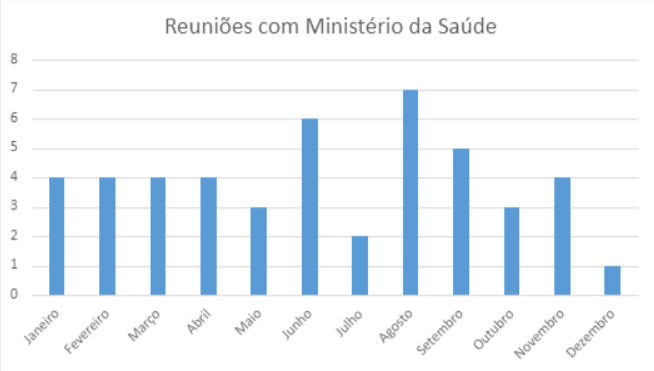 Reuniões com Ministério da Saúde
8
7
6
5
4
3
2
1
0
Janeiro
Fevereiro
Março
Abril
Maio
Junho
Julho
Agosto
Setembro
Outubro
Novembro
Dezembro